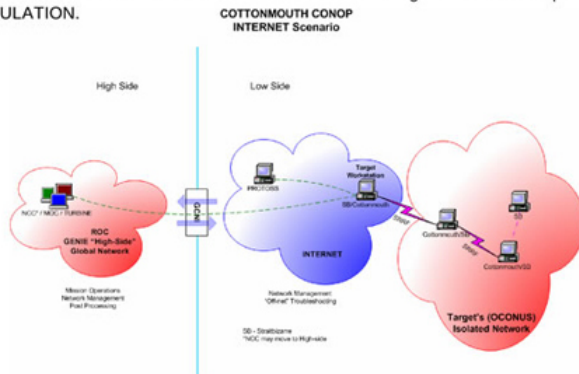 ULATION.
COTTONMOUTH CONOP
INTERNET Scenario
High Side
Low Side
Target
Workstation
PROTOSS
SB/Cottonmouth
NCC* / MOC / TURBINE
GCNI
ROC
GENIE "High-Side"
Global Network
INTERNET
SB
Cottonmouth/SB
Cottonmouth/SB
Mission Operations
Network Management
Post Processing
Network Management
"Offnet" Troubleshooting
SB - Straitbizarre
*NOC may move to High-side
Target's (OCONUS)
Isolated Network